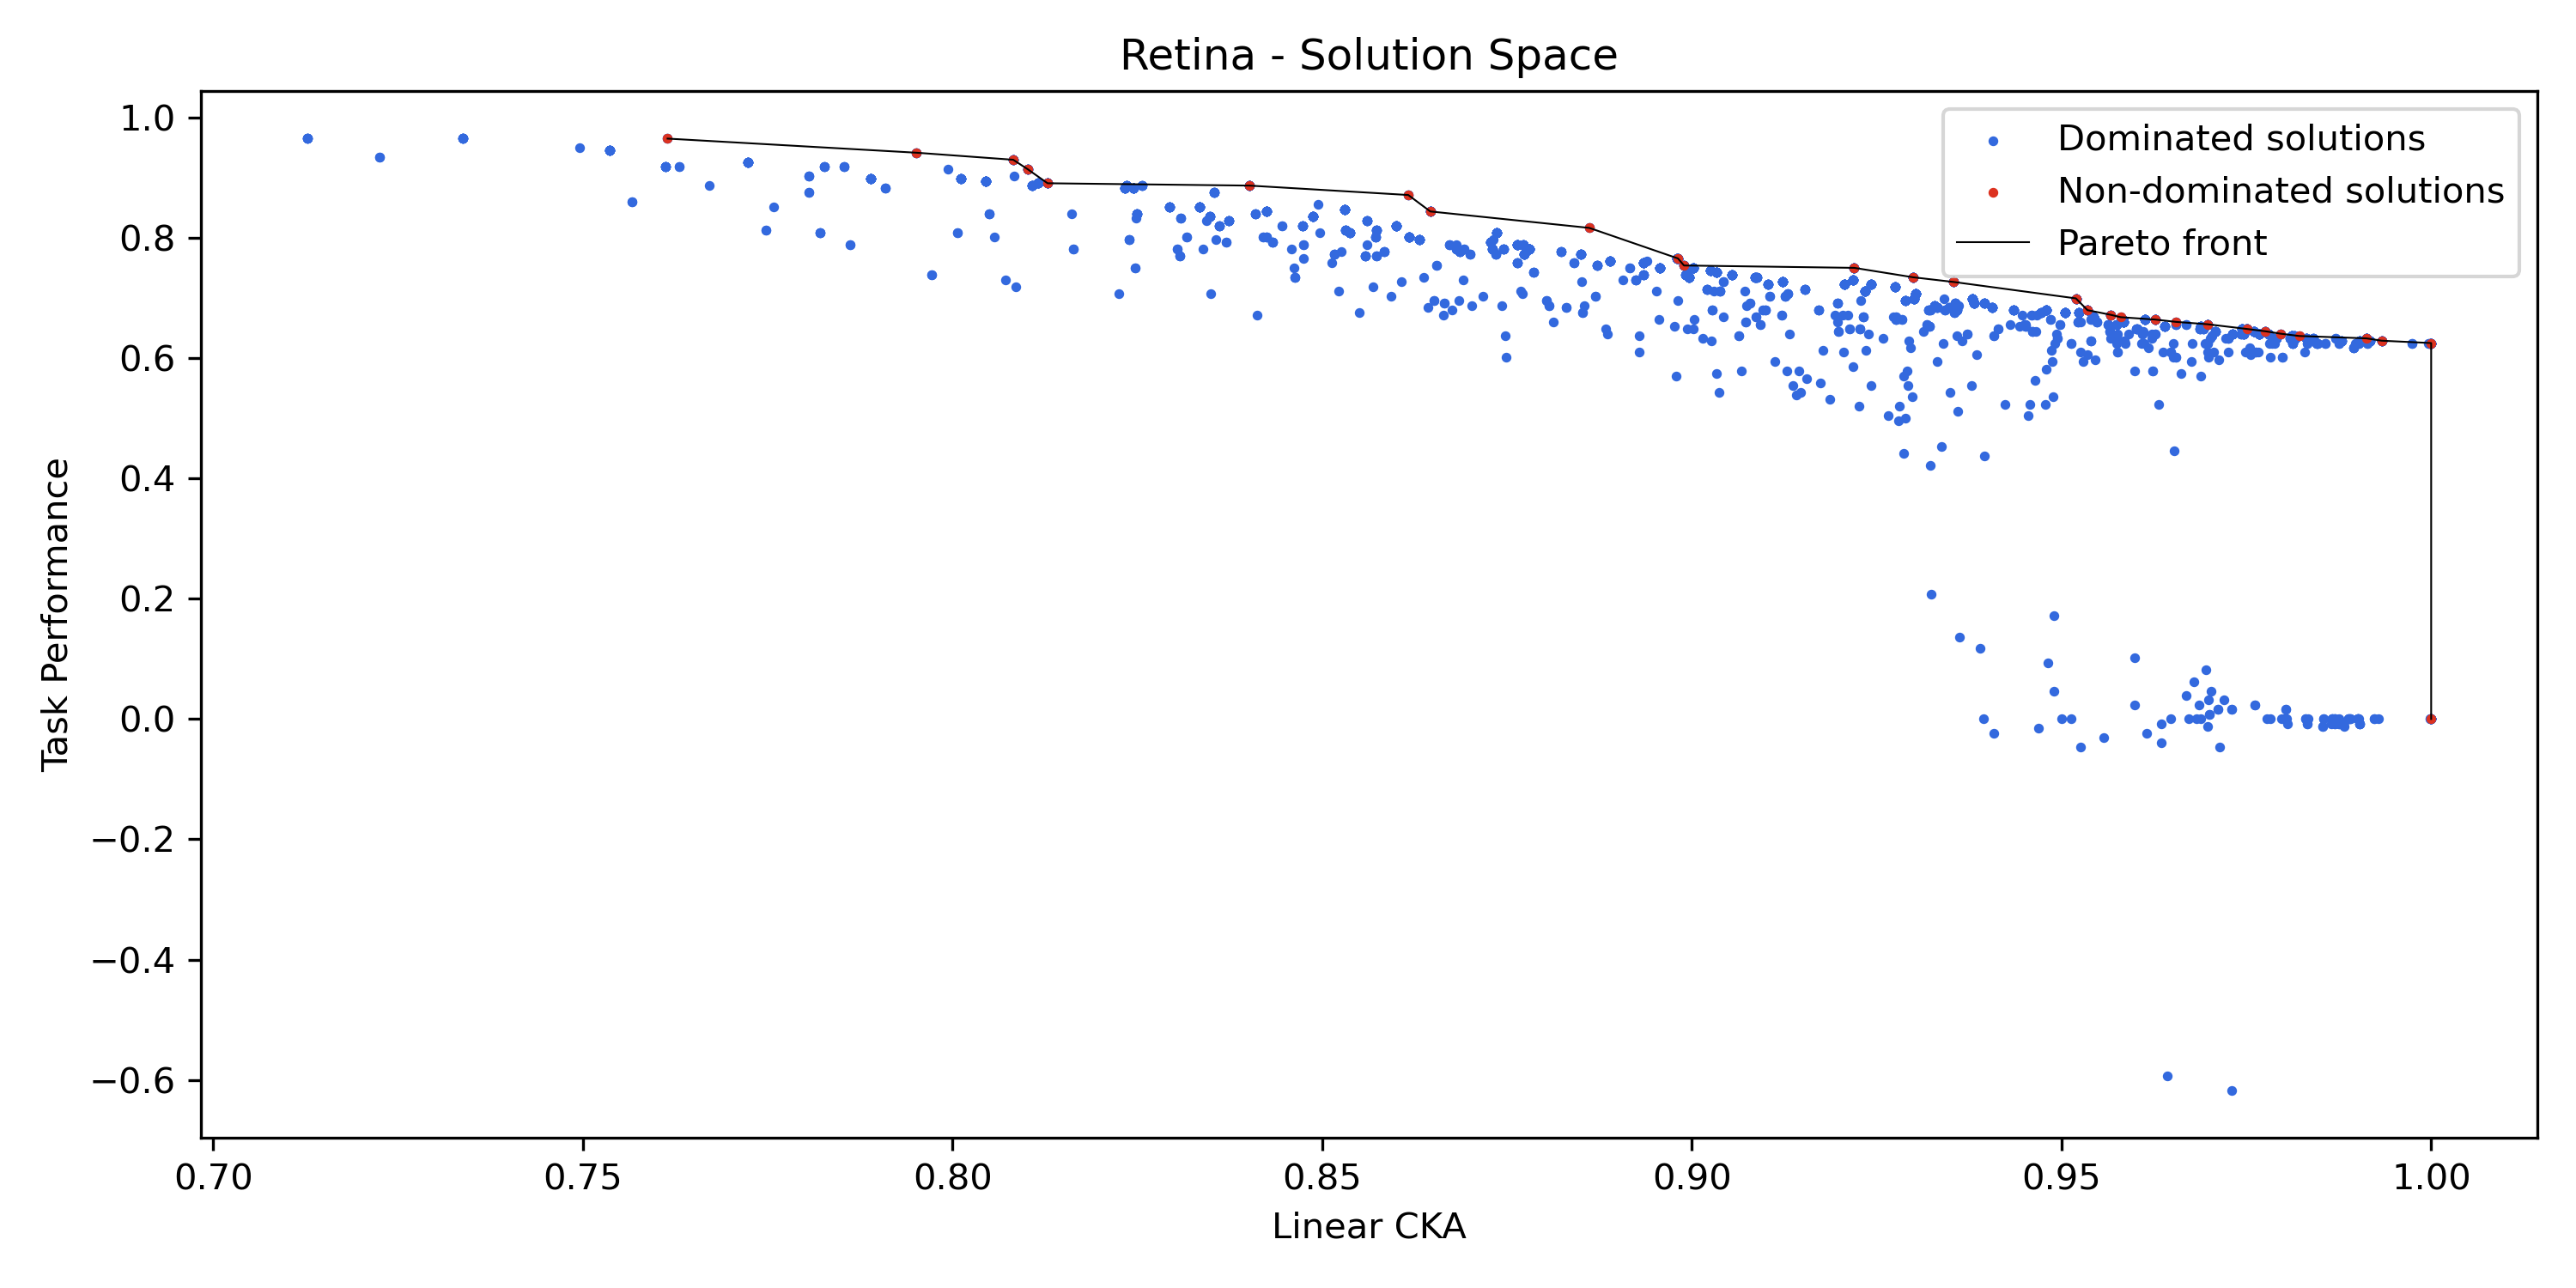 Retina - Solution Space
Dominated solutions
Non-dominated solutions
Pareto front
Task Performance
1.0
0.8
0.6
0.4
0.2
0.0
−0.2
−0.4
−0.6
0.70 0.75 0.80 0.85 0.90 0.95 1.00
Linear CKA